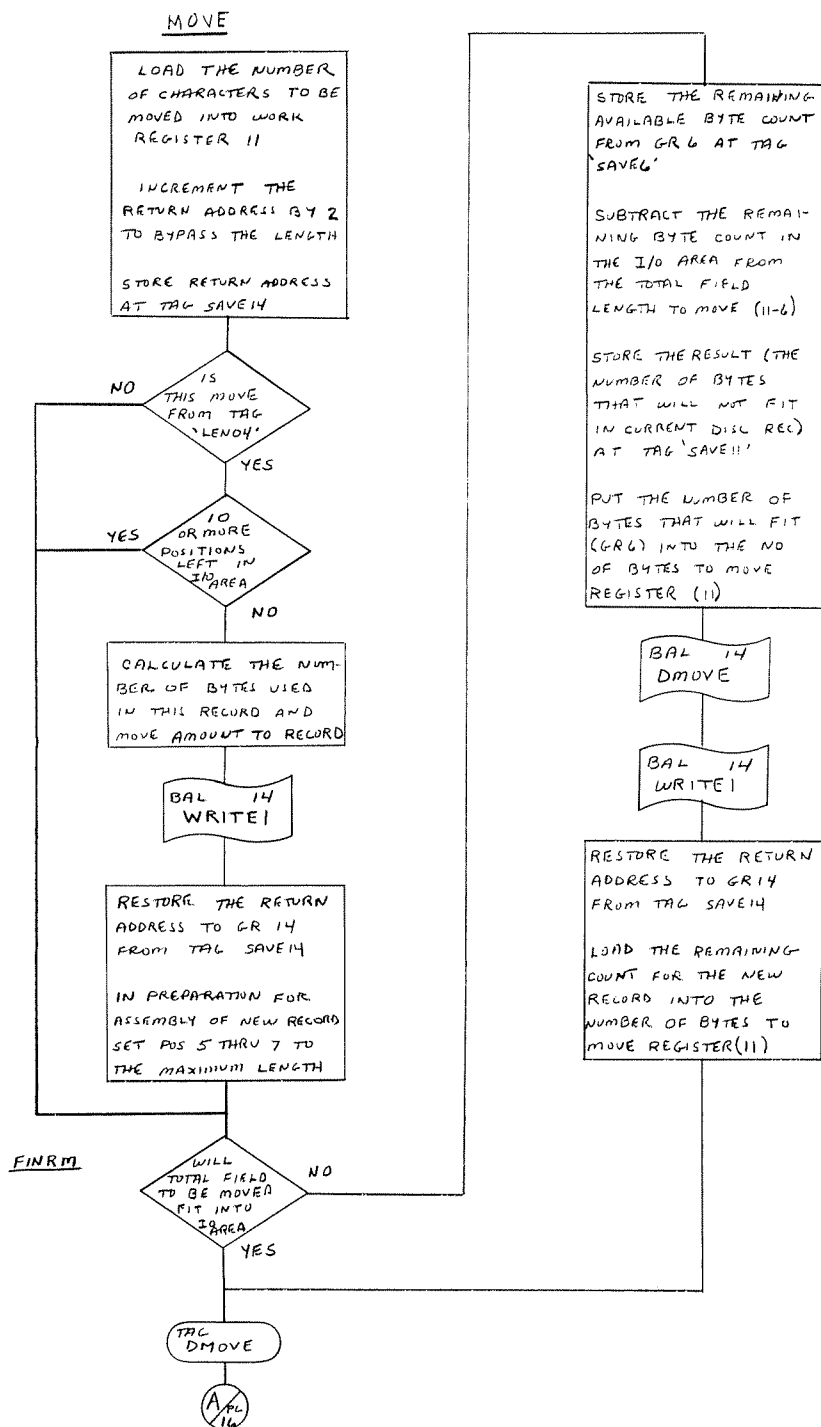 MOVE
LOAD THE NUMBER
OF CHARACTERS TO BE
MOVED INTO WORK
REGISTER 11
INCREMENT THE
RETURN ADDRESS BY 2
TO BYPASS THE LENGTH
STORE RETURN ADDRESS
AT TAG SAVE14
IS
THIS MOVE
FROM TAG
'LEN04'
NO
YES
10
OR MORE
POSITIONS
LEFT IN
I/O
AREA
YES
NO
CALCULATE THE NUM-
BER OF BYTES USED
IN THIS RECORD AND
MOVE AMOUNT TO RECORD
BAL 14
WRITE1
RESTORE THE RETURN
ADDRESS TO GR 14
FROM TAG SAVE14
IN PREPARATION FOR
ASSEMBLY OF NEW RECORD
SET POS 5 THRU 7 TO
THE MAXIMUM LENGTH
FINRM
WILL
TOTAL FIELD
TO BE MOVED
FIT INTO
I/O
AREA
NO
YES
TAG
DMOVE
A
PL
16
STORE THE REMAINING
AVAILABLE BYTE COUNT
FROM GR 6 AT TAG
'SAVE6'
SUBTRACT THE REMAI-
NING BYTE COUNT IN
THE I/O AREA FROM
THE TOTAL FIELD
LENGTH TO MOVE (11-6)
STORE THE RESULT (THE
NUMBER OF BYTES
THAT WILL NOT FIT
IN CURRENT DISC REC)
AT TAG 'SAVE11'
PUT THE NUMBER OF
BYTES THAT WILL FIT
(GR6) INTO THE NO
OF BYTES TO MOVE
REGISTER (11)
BAL 14
DMOVE
BAL 14
WRITE1
RESTORE THE RETURN
ADDRESS TO GR14
FROM TAG SAVE14
LOAD THE REMAINING
COUNT FOR THE NEW
RECORD INTO THE
NUMBER OF BYTES TO
MOVE REGISTER(11)